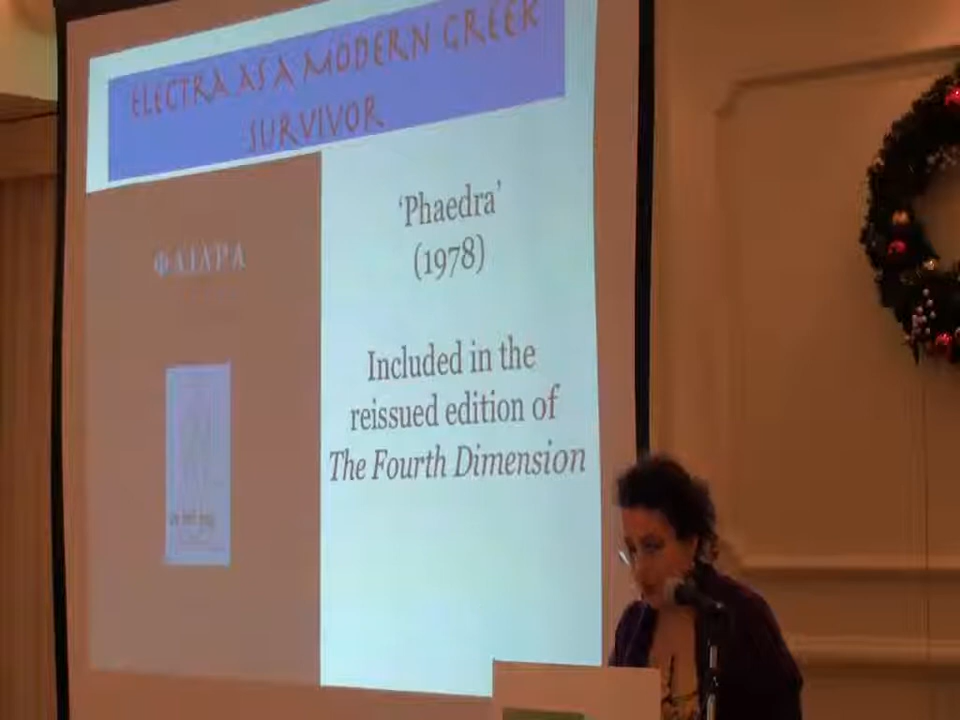 ELECTRA AS A MODERN GREEK
SURVIVOR
ΦΑΙΔΡΑ
‘Phaedra’
(1978)
Included in the
reissued edition of
The Fourth Dimension